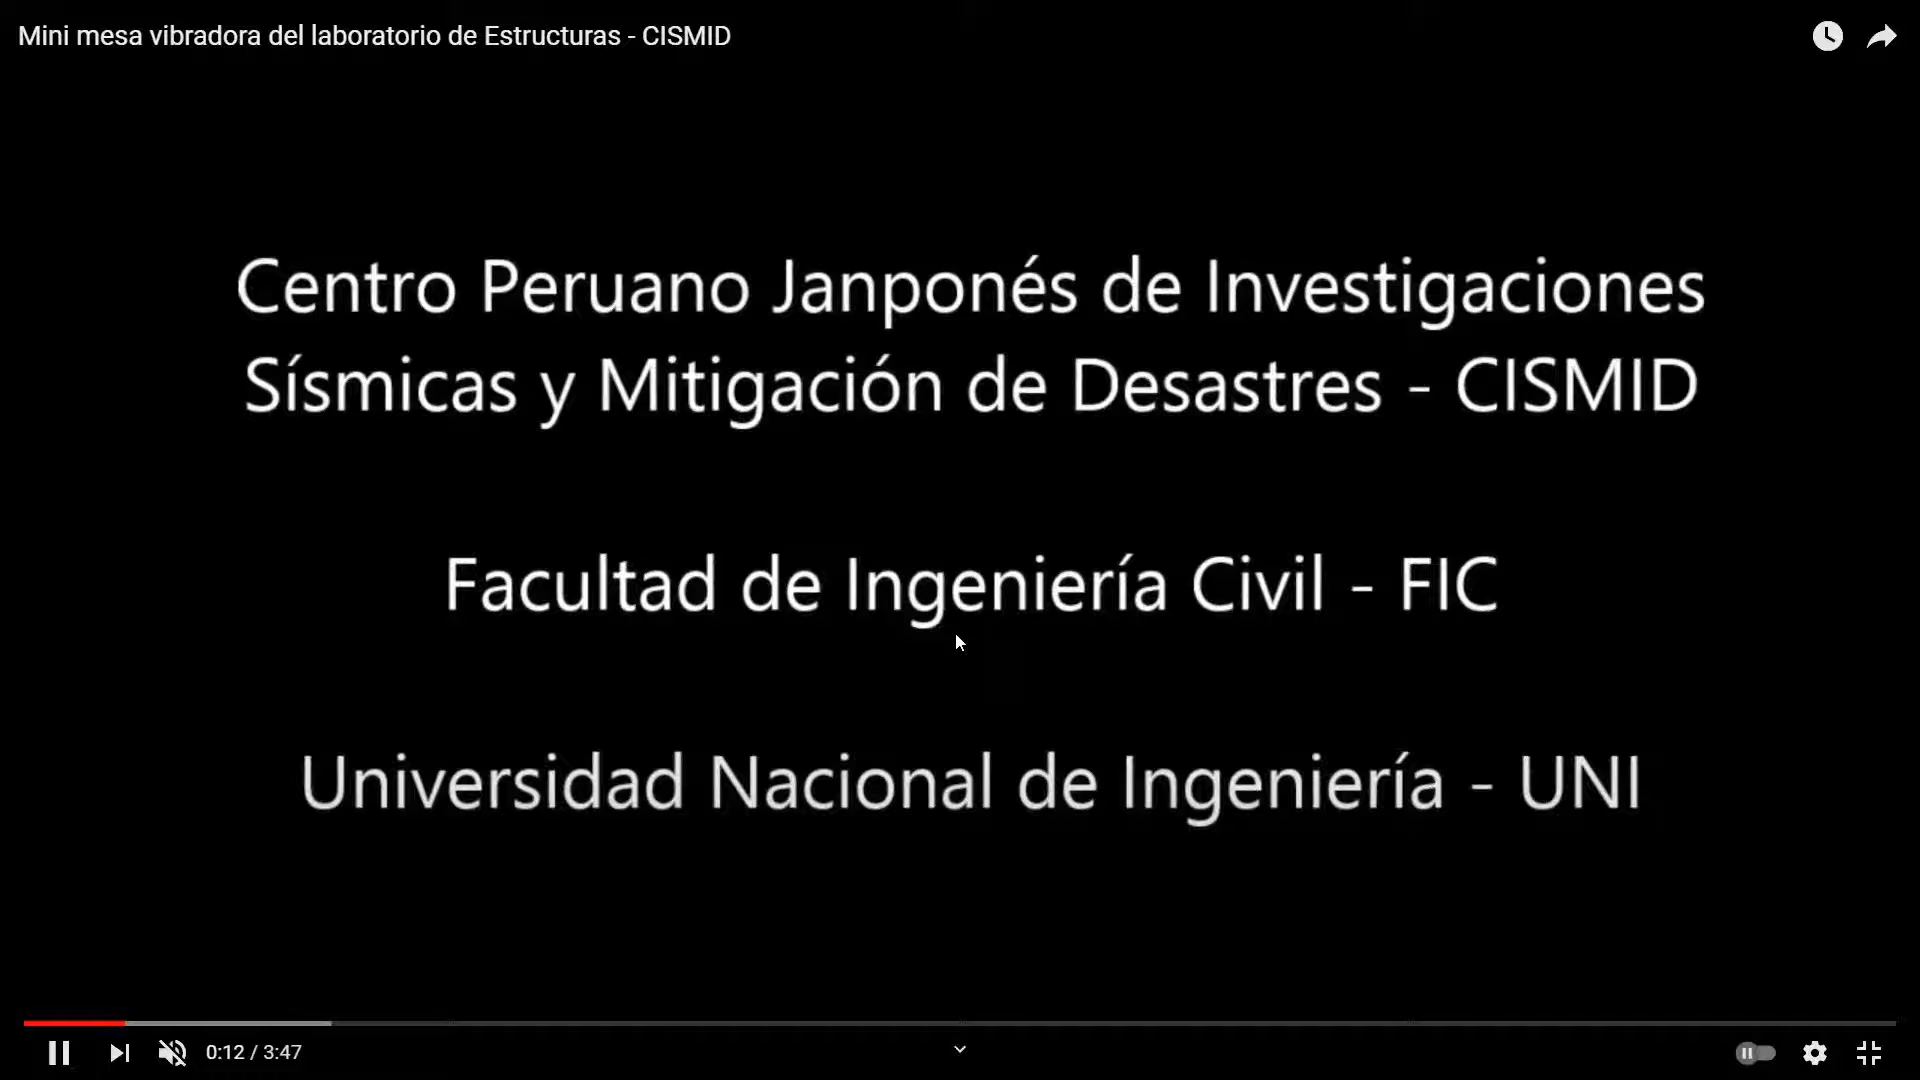 Mini mesa vibradora del laboratorio de Estructuras - CISMID
Centro Peruano Janponés de Investigaciones
Sísmicas y Mitigación de Desastres - CISMID
Facultad de Ingeniería Civil - FIC
Universidad Nacional de Ingeniería - UNI
0:12 / 3:47